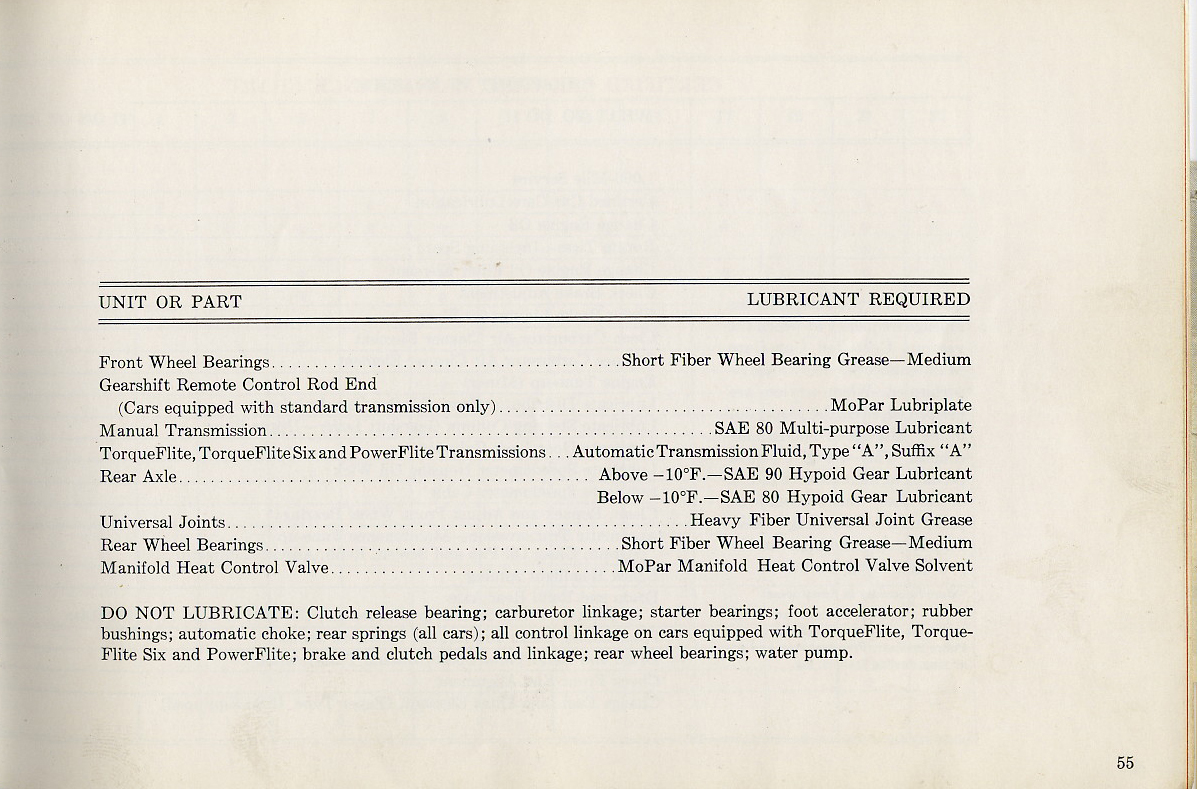 UNIT OR PART LUBRICANT REQUIRED
Front Wheel Bearings........................................Short Fiber Wheel Bearing Grease—Medium
Gearshift Remote Control Rod End
(Cars equipped with standard transmission only)......................................MoPar Lubriplate
Manual Transmission...................................................SAE 80 Multi-purpose Lubricant
TorqueFlite, TorqueFlite Six and PowerFlite Transmissions...Automatic Transmission Fluid, Type “A”, Suffix “A”
Rear Axle............................................... Above −10°F.—SAE 90 Hypoid Gear Lubricant
Below −10°F.—SAE 80 Hypoid Gear Lubricant
Universal Joints.....................................................Heavy Fiber Universal Joint Grease
Rear Wheel Bearings.........................................Short Fiber Wheel Bearing Grease—Medium
Manifold Heat Control Valve.................................MoPar Manifold Heat Control Valve Solvent
DO NOT LUBRICATE: Clutch release bearing; carburetor linkage; starter bearings; foot accelerator; rubber
bushings; automatic choke; rear springs (all cars); all control linkage on cars equipped with TorqueFlite, Torque-
Flite Six and PowerFlite; brake and clutch pedals and linkage; rear wheel bearings; water pump.
55